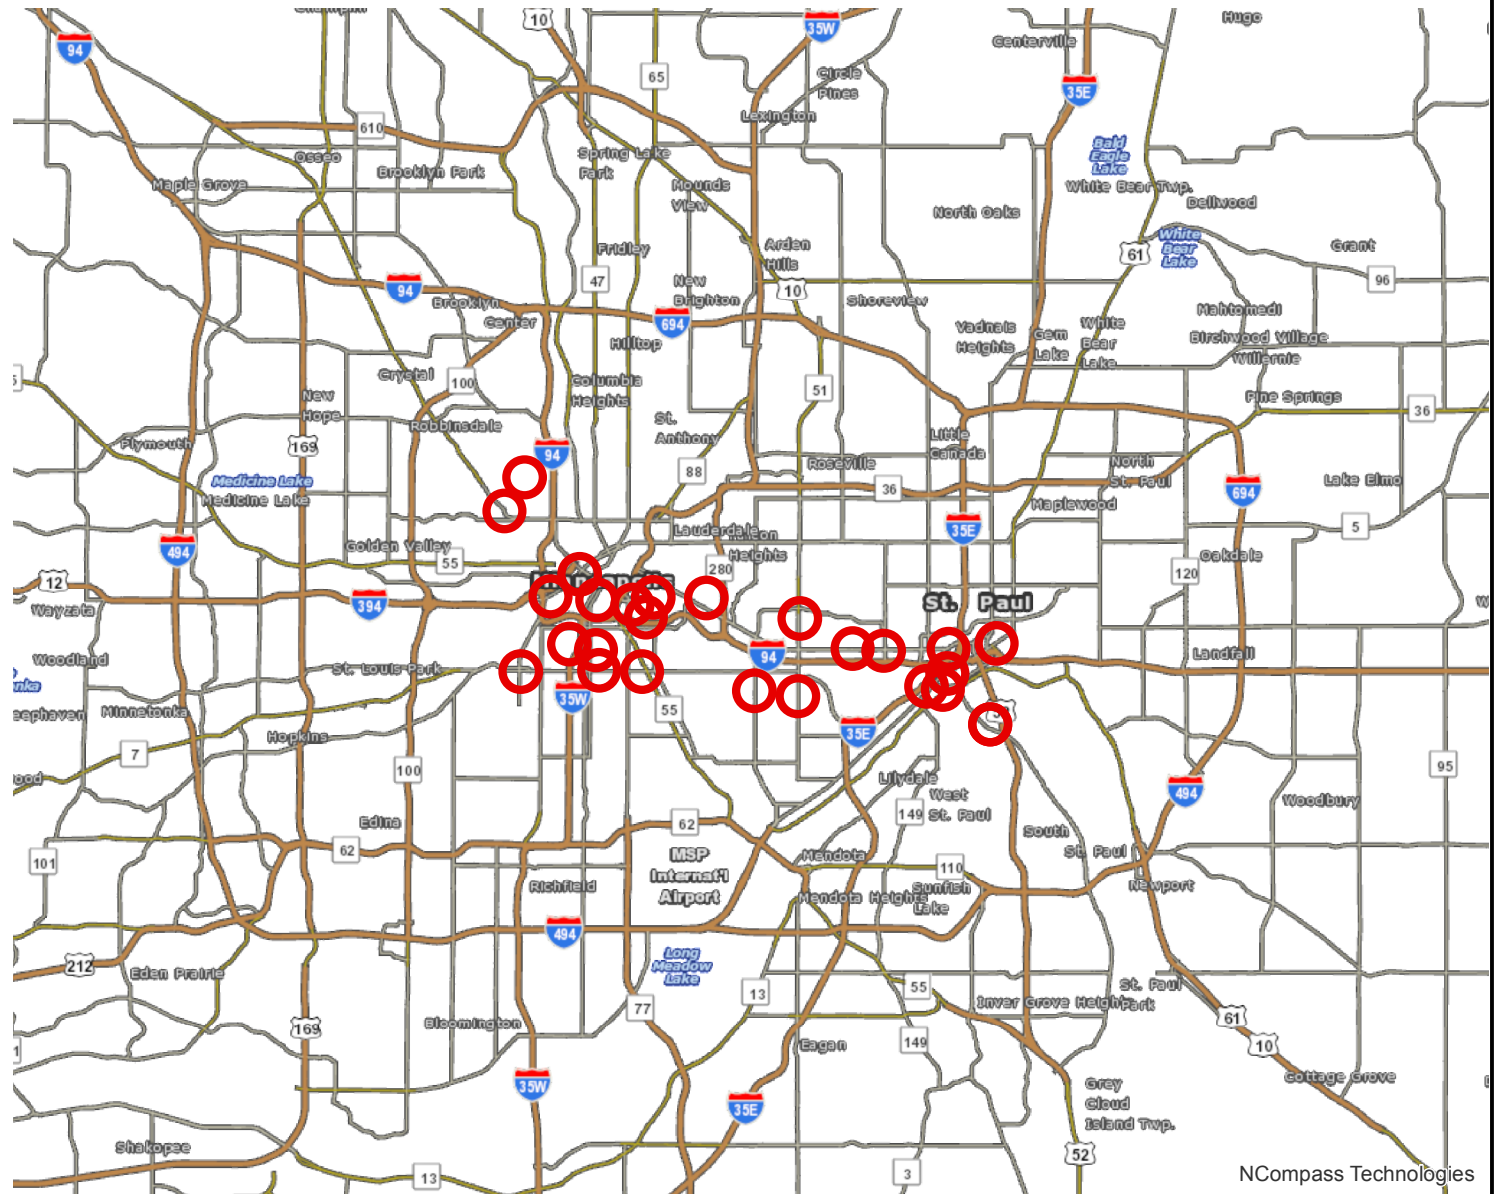 Champlin
10
35W
Hugo
94
Centerville
65
Circle
Pines
35E
Lexington
610
Osseo
Spring Lake
Park
Bald
Eagle
Lake
Brooklyn Park
Maple Grove
Mounds
View
White Bear Twp.
Dellwood
North Oaks
Fridley
Arden
Hills
61
White
Bear
Lake
Grant
47
96
94
New
Brighton
10
Brooklyn
Center
Shoreview
694
Mahtomedi
Vadnais
Heights
Gem
Lake
White
Bear
Lake
Birchwood Village
Willernie
Hilltop
Crystal
100
Columbia
Heights
51
New
Hope
Pine Springs
36
Robbinsdale
St.
Anthony
Plymouth
169
Little
Canada
94
88
Roseville
North
St. Paul
Medicine Lake
Medicine Lake
36
694
Lake Elmo
Maplewood
Lauderdale
Heights
35E
5
494
Golden Valley
55
280
Oakdale
12
120
Wayzata
394
St. Paul
Woodland
St. Louis Park
94
Landfall
35W
Minnetonka
55
Hopkins
35E
7
100
Lilydale
95
494
West
St. Paul
Woodbury
149
Edina
62
62
South
St. Paul
101
MSP
Internat'l
Airport
Mendota
110
Richfield
Mendota Heights
Sunfish
Lake
Newport
494
212
Eden Prairie
Long
Meadow
Lake
55
13
St. Paul
Park
Inver Grove Heights
77
Bloomington
169
61
10
149
Eagan
35W
Cottage Grove
35E
Grey
Cloud
Island Twp.
Shakopee
52
13
3
NCompass Technologies